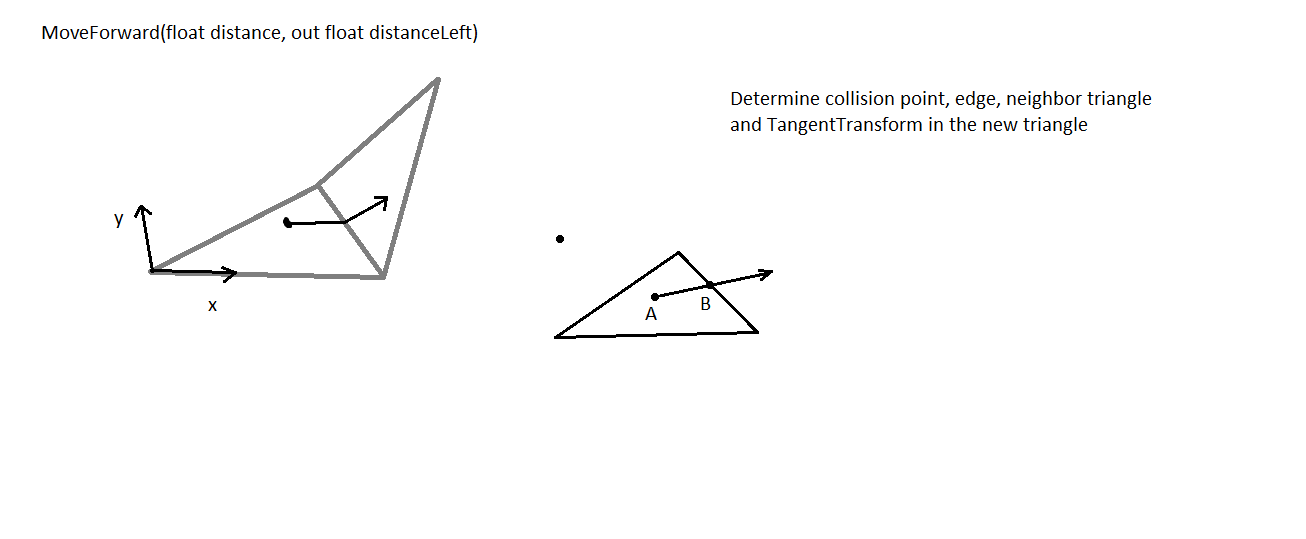 MoveForward(float distance, out float distanceLeft)
Determine collision point, edge, neighbor triangle
and TangentTransform in the new triangle
y
x
A
B